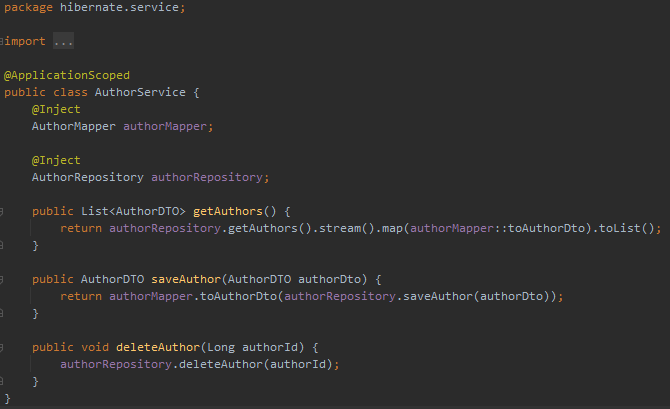 package hibernate.service;
import ...
@ApplicationScoped
public class AuthorService {
@Inject
AuthorMapper authorMapper;
@Inject
AuthorRepository authorRepository;
public List<AuthorDTO> getAuthors() {
return authorRepository.getAuthors().stream().map(authorMapper::toAuthorDto).toList();
}
public AuthorDTO saveAuthor(AuthorDTO authorDto) {
return authorMapper.toAuthorDto(authorRepository.saveAuthor(authorDto));
}
public void deleteAuthor(Long authorId) {
authorRepository.deleteAuthor(authorId);
}
}